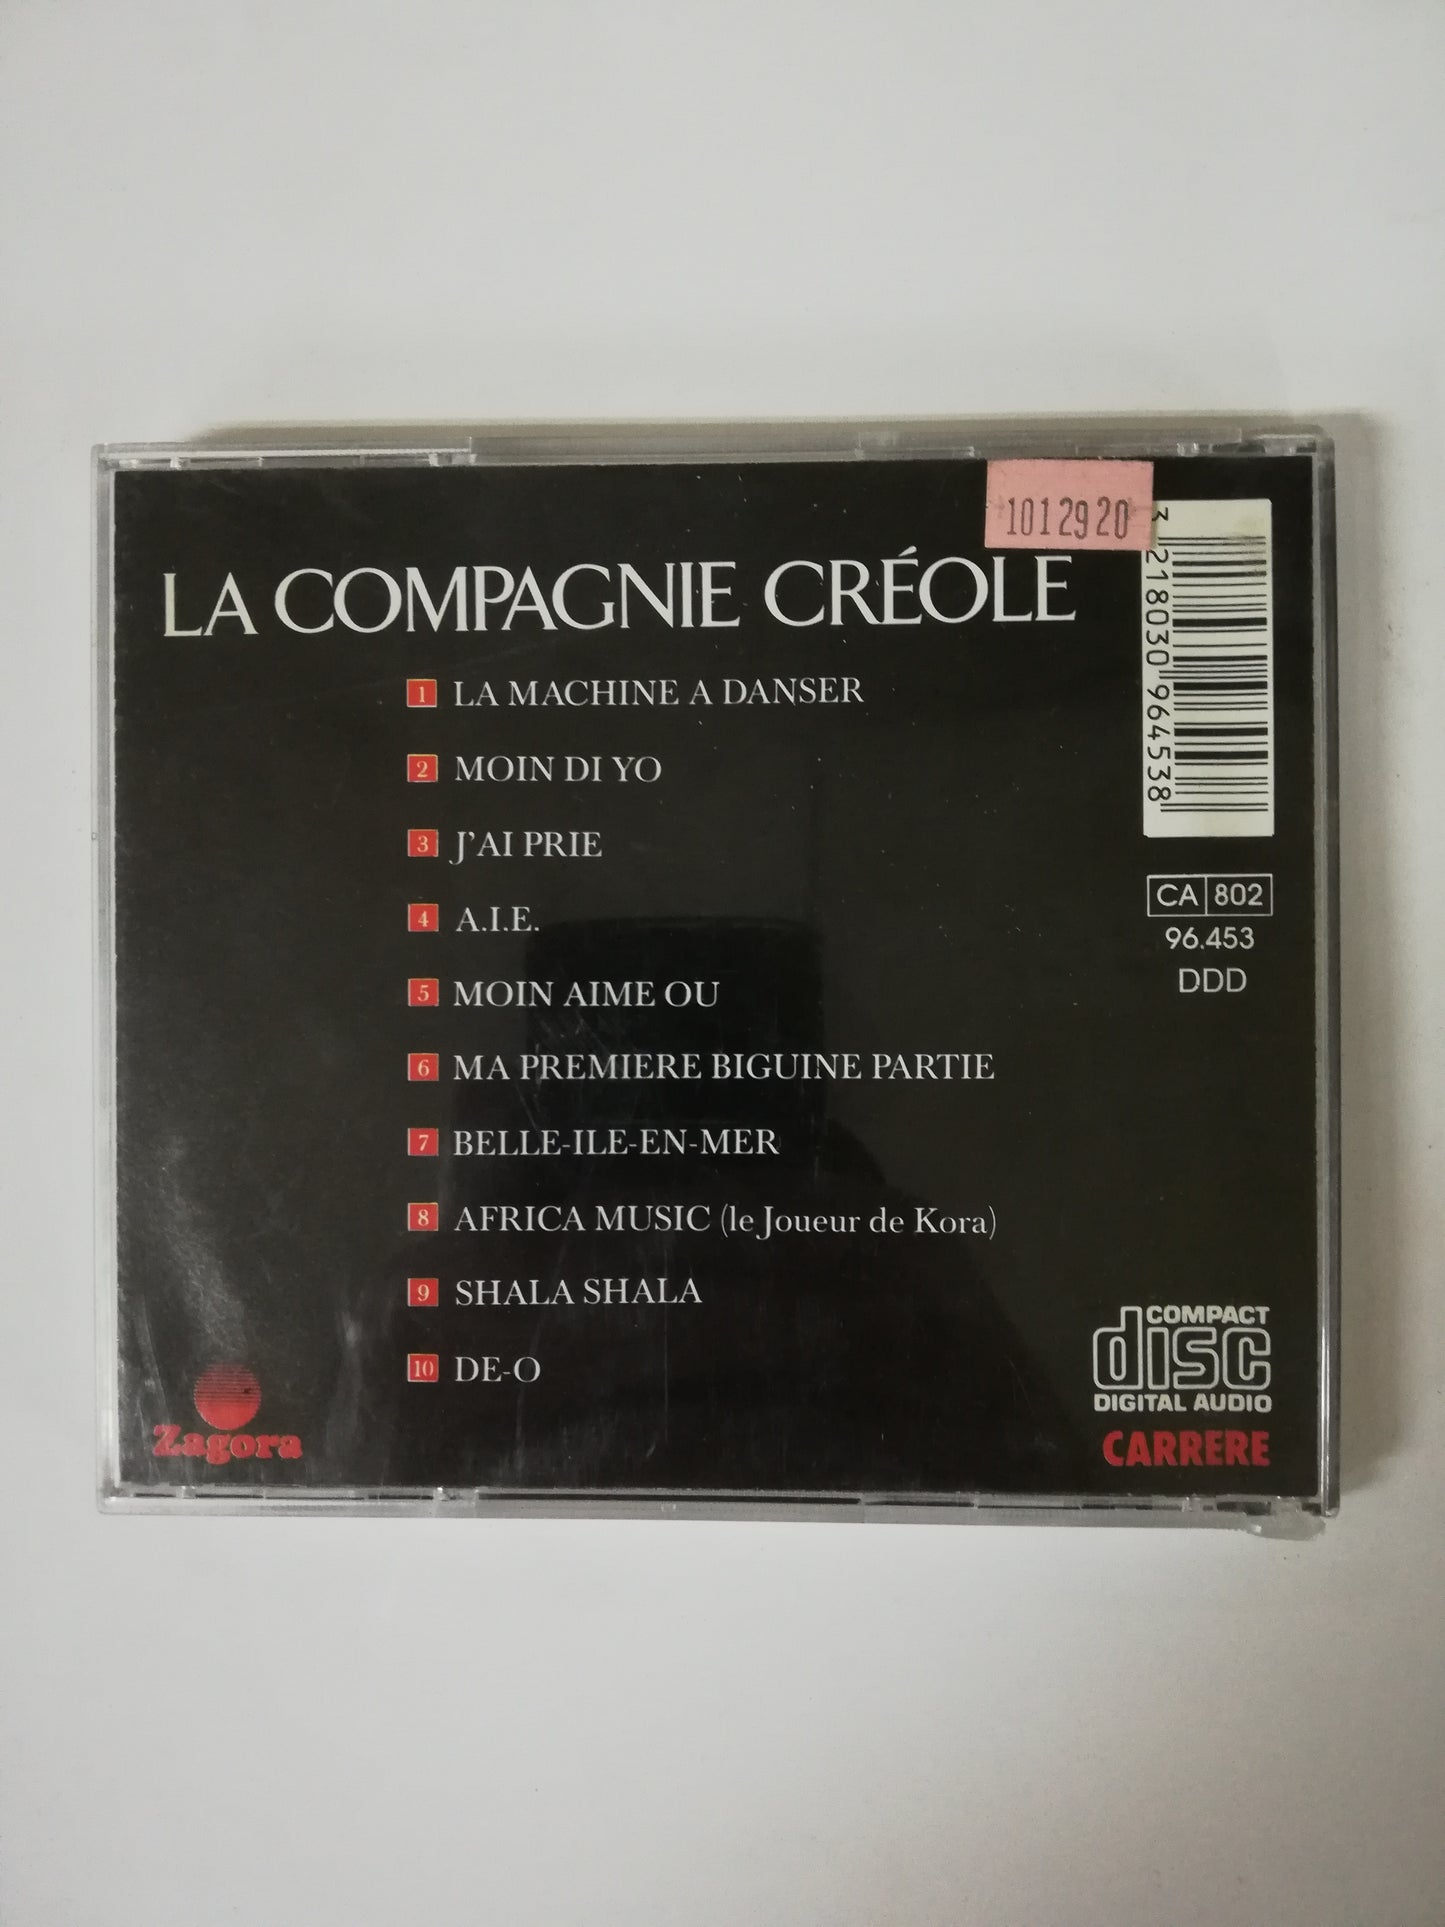 1012920
LA COMPAGNIE CRÉOLE
1 LA MACHINE A DANSER
2 MOIN DI YO
3 J'AI PRIE
4 A.I.E.
5 MOIN AIME OU
6 MA PREMIERE BIGUINE PARTIE
7 BELLE-ILE-EN-MER
8 AFRICA MUSIC (le Joueur de Kora)
9 SHALA SHALA
10 DE-O
3 218030 964538
CA 802
96.453
DDD
Zagora
COMPACT
disc
DIGITAL AUDIO
CARRERE